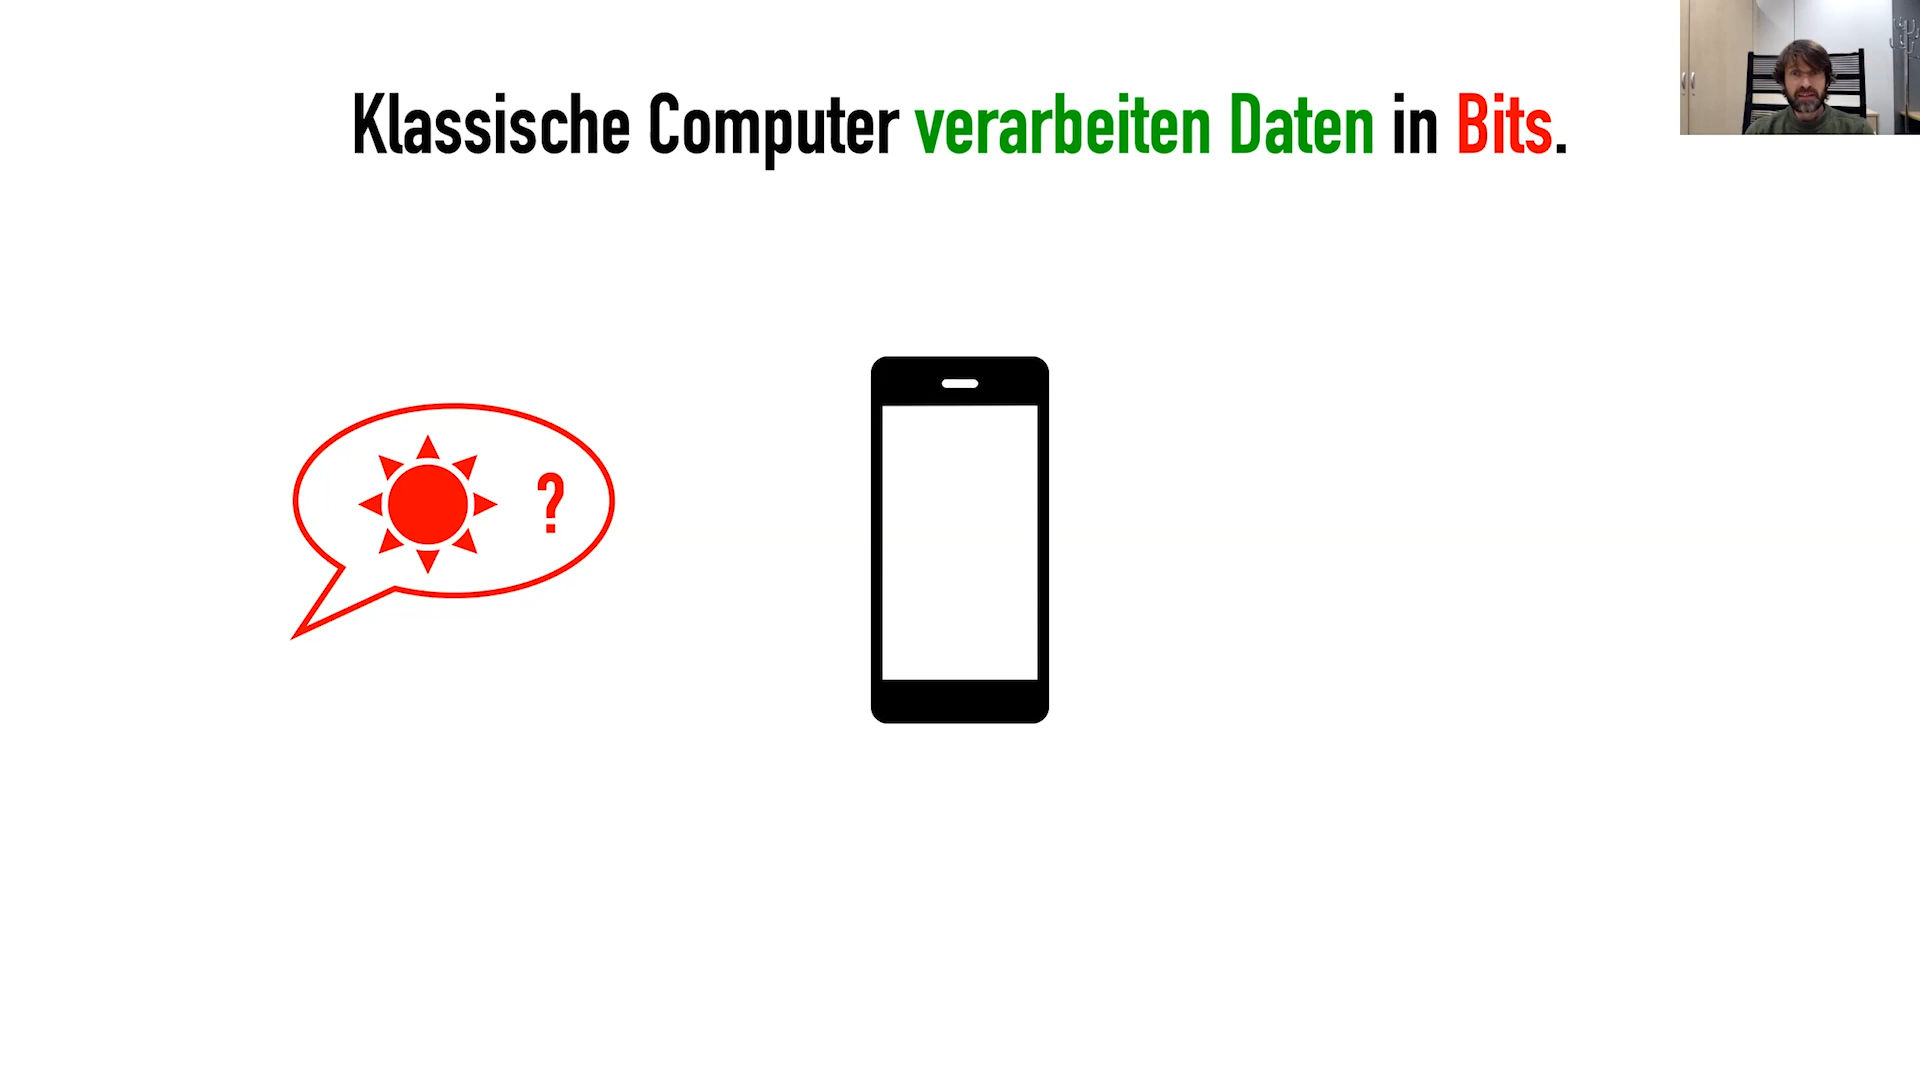 Klassische Computer verarbeiten Daten in Bits.
?